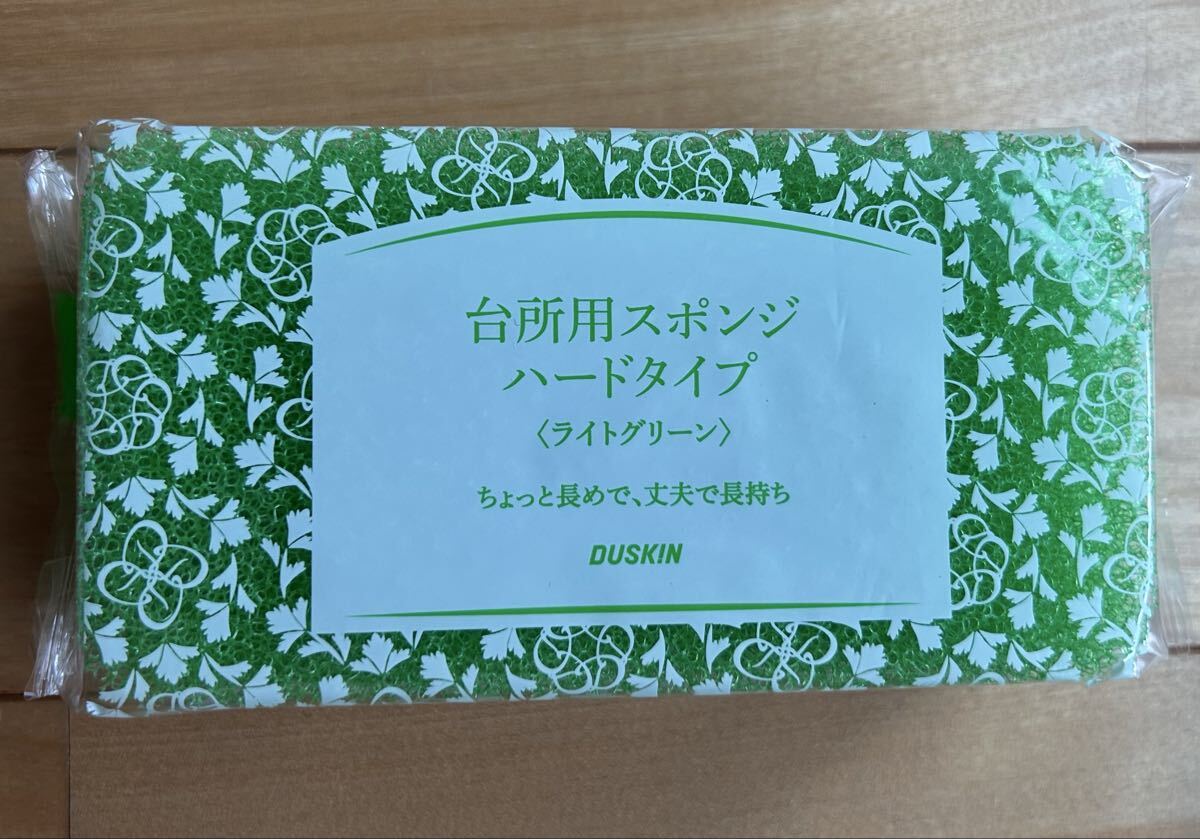 台所用スポンジ
ハードタイプ
〈ライトグリーン〉
ちょっと長めで、丈夫で長持ち
DUSKIN